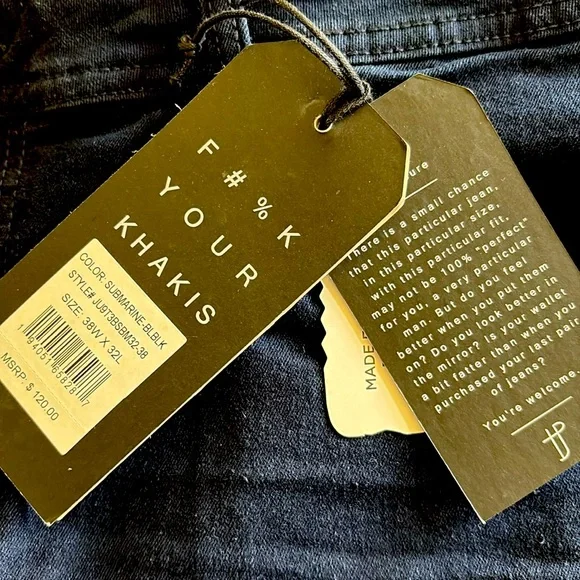 F # % K
YOUR
KHAKIS
COLOR: SUBMARINE-BLBLK
STYLE# JU9T3BSBM32-38
SIZE: 38W X 32L
MSRP: $ 120.00
ure
There is a small chance
that this particular jean,
in this particular size,
with this particular fit,
may not be 100% "perfect"
for you, a very particular
man. But do you feel
better when you put them
on? Do you look better in
the mirror? Is your wallet
a bit fatter than when you
purchased your last pair
of jeans?
You're welcome.
MADE